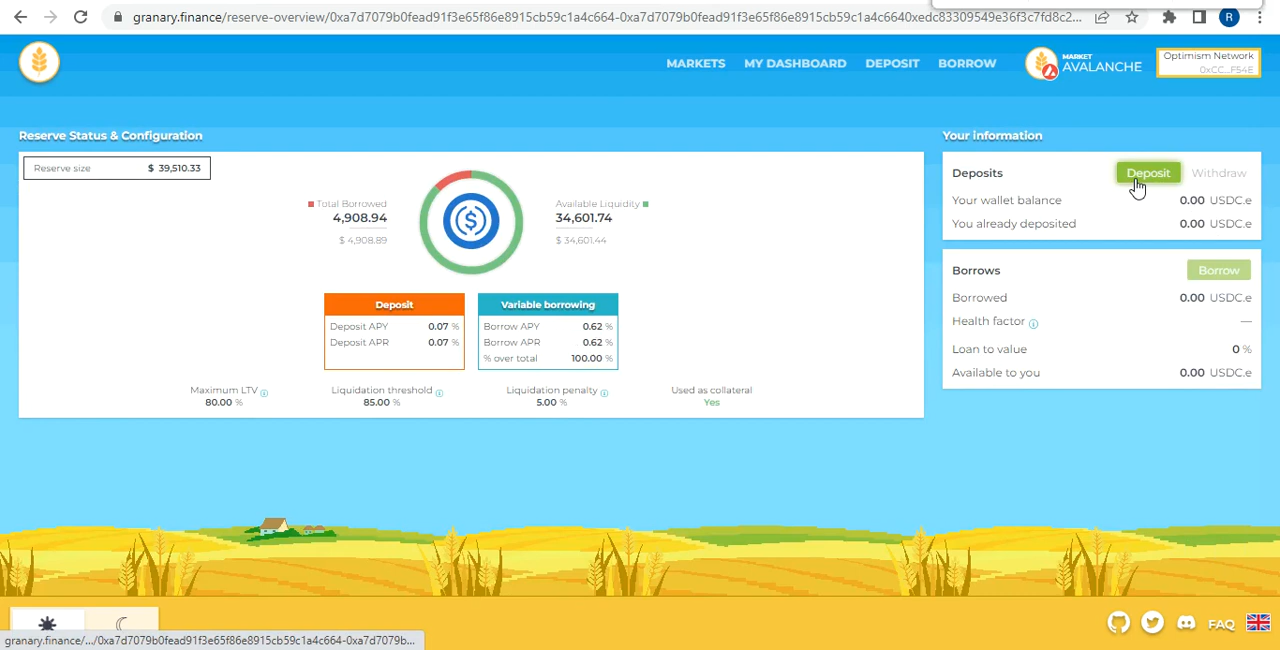 granary.finance/reserve-overview/0xa7d7079b0fead91f3e65f86e8915cb59c1a4c664-0xa7d7079b0fead91f3e65f86e8915cb59c1a4c6640xedc83309549e36f3c7fd8c2...
R
MARKETS MY DASHBOARD DEPOSIT BORROW
MARKET
AVALANCHE
Optimism Network
0xCC...F54E
Reserve Status & Configuration
Reserve size $ 39,510.33
Total Borrowed
4,908.94
$ 4,908.89
Available Liquidity
34,601.74
$ 34,601.44
Deposit
Deposit APY 0.07 %
Deposit APR 0.07 %
Variable borrowing
Borrow APY 0.62 %
Borrow APR 0.62 %
% over total 100.00 %
Maximum LTV
80.00 %
Liquidation threshold
85.00 %
Liquidation penalty
5.00 %
Used as collateral
Yes
Your information
Deposits Deposit Withdraw
Your wallet balance 0.00 USDC.e
You already deposited 0.00 USDC.e
Borrows Borrow
Borrowed 0.00 USDC.e
Health factor —
Loan to value 0 %
Available to you 0.00 USDC.e
FAQ
granary.finance/.../0xa7d7079b0fead91f3e65f86e8915cb59c1a4c664-0xa7d7079b...